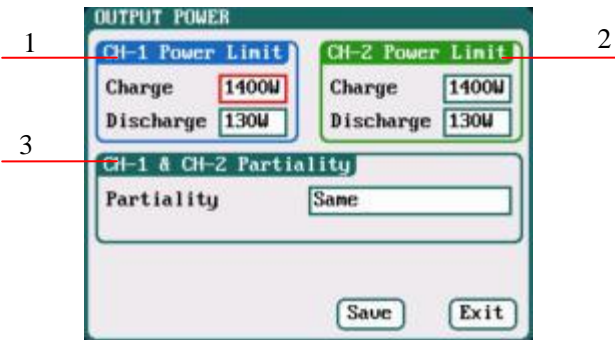 OUTPUT POWER
1
2
CH-1 Power Limit
CH-2 Power Limit
Charge 1400W
Charge 1400W
Discharge 130W
Discharge 130W
3
CH-1 & CH-2 Partiality
Partiality Same
Save Exit